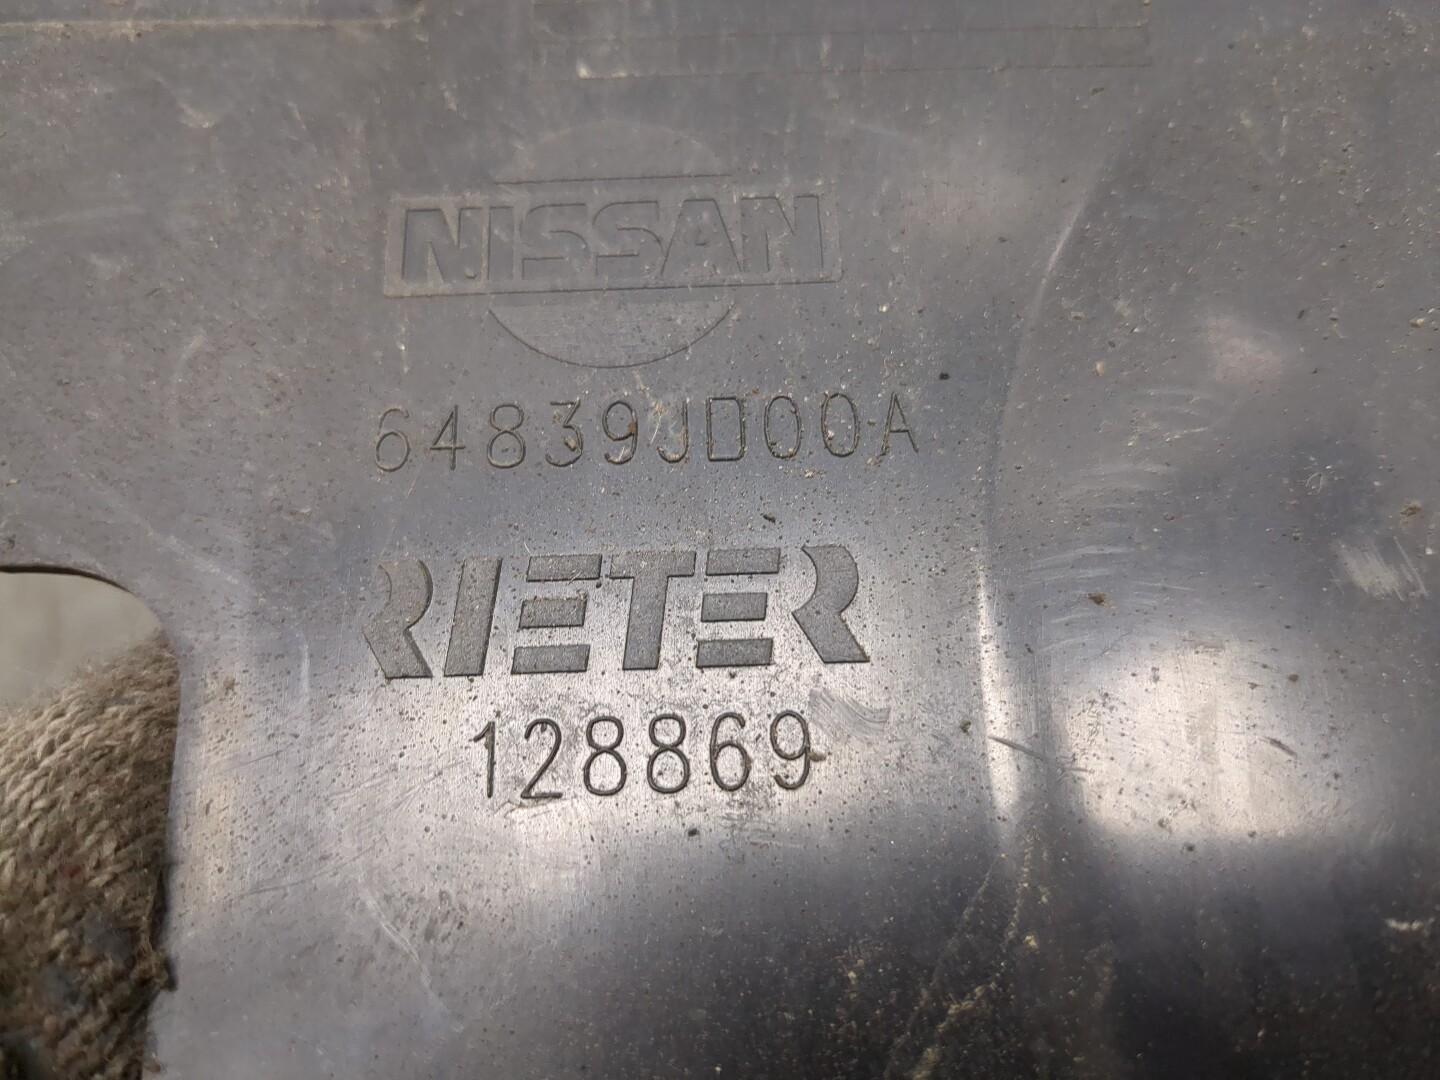 NISSAN
64839JD00A
RIETER
128869